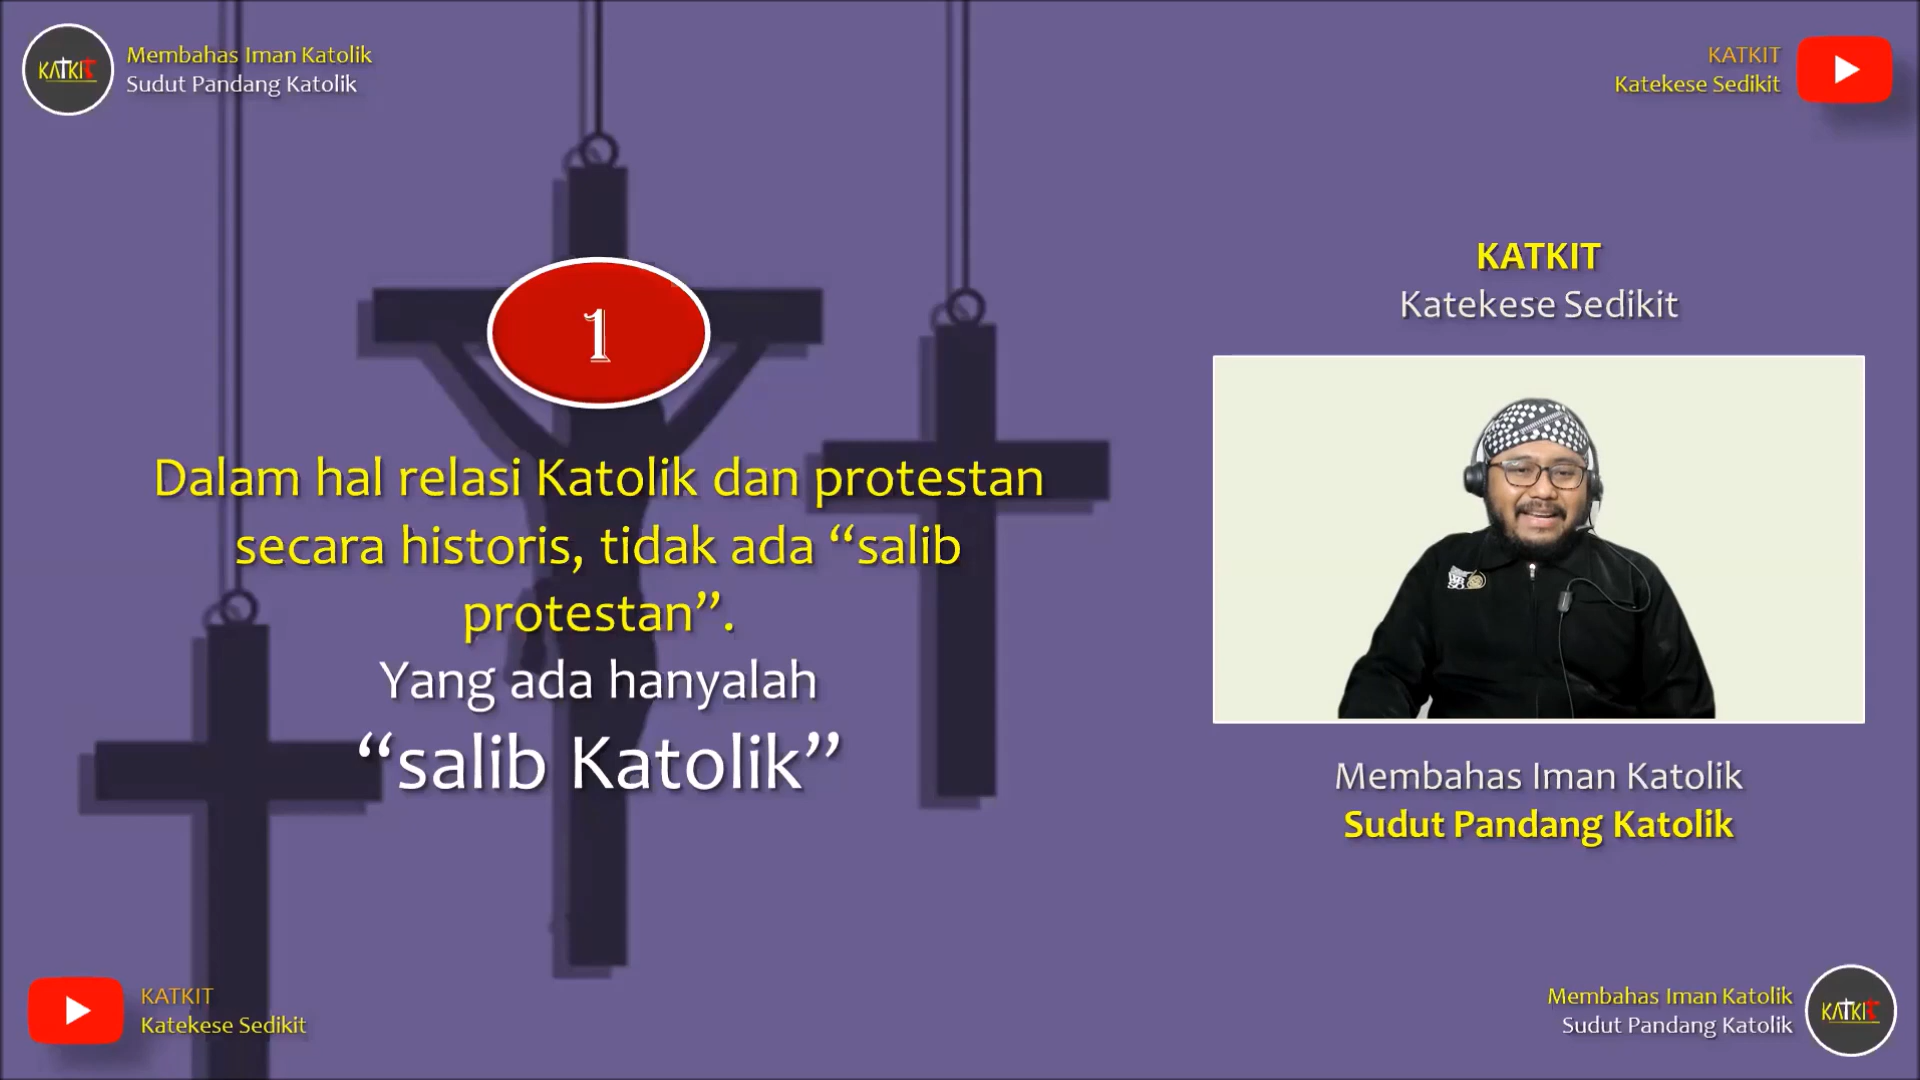 KATKIT
Membahas Iman Katolik
Sudut Pandang Katolik
KATKIT
Katekese Sedikit
1
Dalam hal relasi Katolik dan protestan
secara historis, tidak ada “salib
protestan”.
Yang ada hanyalah
“salib Katolik”
KATKIT
Katekese Sedikit
Membahas Iman Katolik
Sudut Pandang Katolik
KATKIT
Katekese Sedikit
Membahas Iman Katolik
Sudut Pandang Katolik
KATKIT